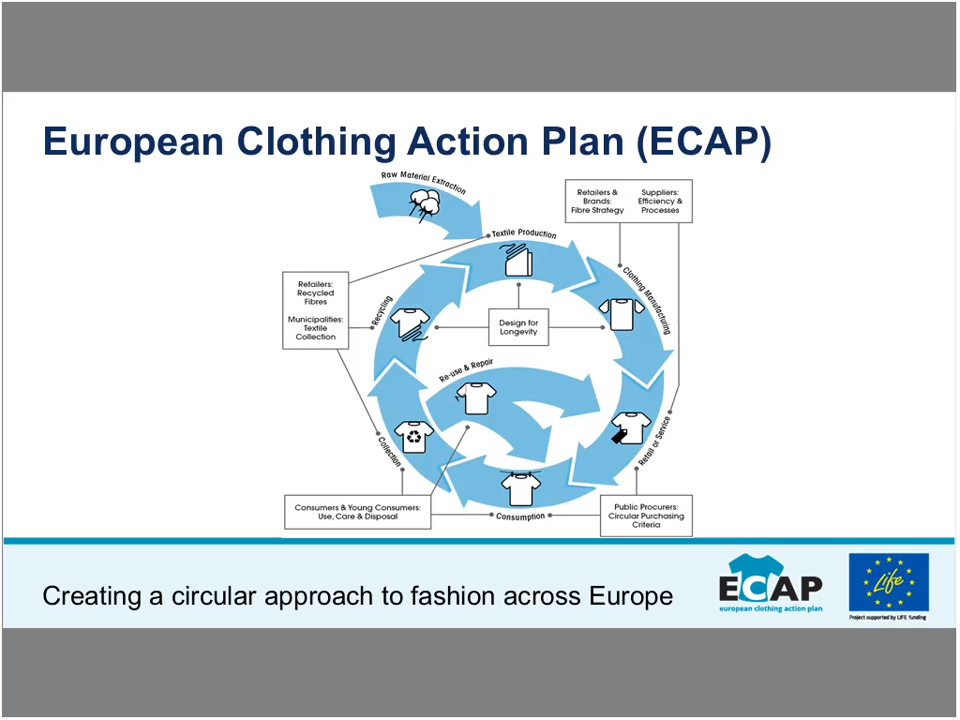 European Clothing Action Plan (ECAP)
Raw Material Extraction
Retailers &
Brands:
Fibre Strategy
Suppliers:
Efficiency &
Processes
Textile Production
Clothing Manufacturing
Retailers:
Recycled
Fibres
Municipalities:
Textile
Collection
Recycling
Design for
Longevity
Re-use & Repair
Retail or Service
Collection
Consumers & Young Consumers:
Use, Care & Disposal
Consumption
Public Procurers:
Circular Purchasing
Criteria
Creating a circular approach to fashion across Europe
ECAP
european clothing action plan
Life
Project supported by LIFE funding